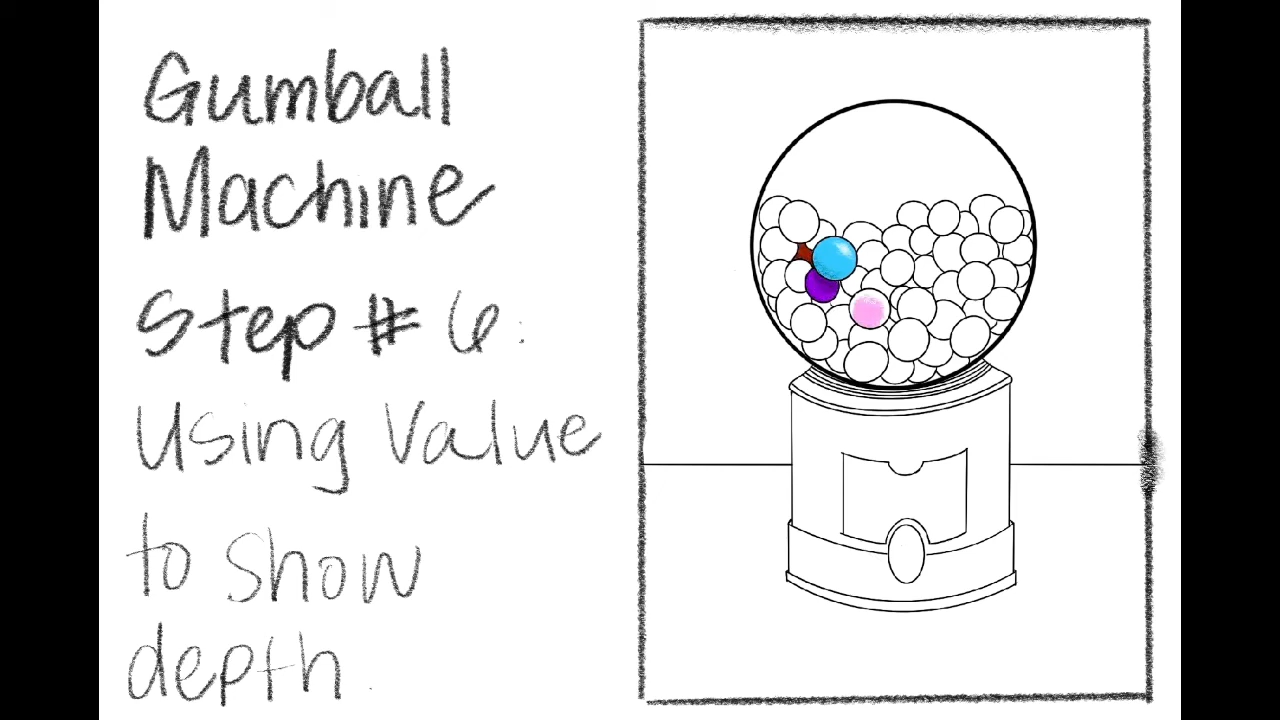 Gumball
Machine
Step # 6:
Using Value
to show
depth.